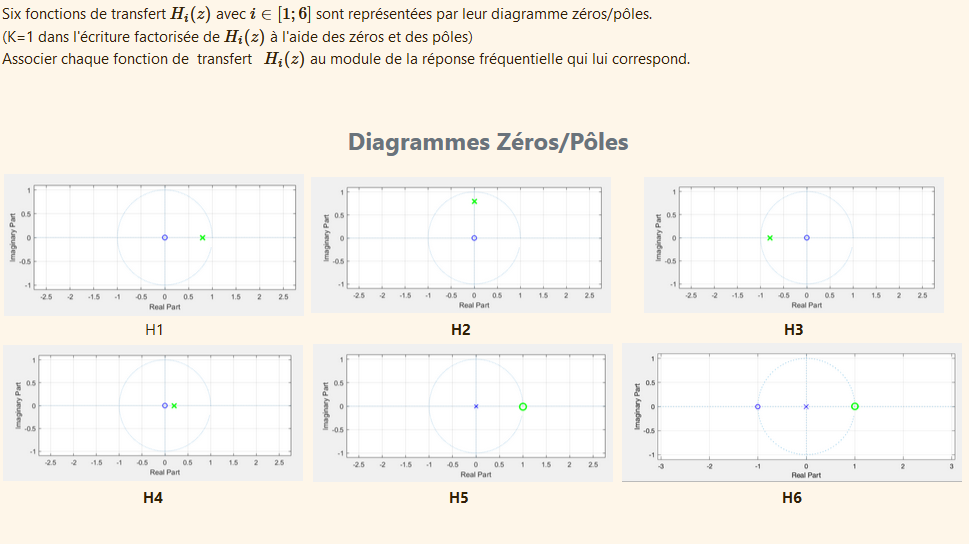 Six fonctions de transfert H_i(z) avec i ∈ [1; 6] sont représentées par leur diagramme zéros/pôles.
(K=1 dans l'écriture factorisée de H_i(z) à l'aide des zéros et des pôles)
Associer chaque fonction de transfert H_i(z) au module de la réponse fréquentielle qui lui correspond.
Diagrammes Zéros/Pôles
Imaginary Part
1
0.5
0
-0.5
-1
-2.5 -2 -1.5 -1 -0.5 0 0.5 1 1.5 2 2.5
Real Part
H1
Imaginary Part
1
0.5
0
-0.5
-1
-2.5 -2 -1.5 -1 -0.5 0 0.5 1 1.5 2 2.5
Real Part
H2
Imaginary Part
1
0.5
0
-0.5
-1
-2.5 -2 -1.5 -1 -0.5 0 0.5 1 1.5 2 2.5
Real Part
H3
Imaginary Part
1
0.5
0
-0.5
-1
-2.5 -2 -1.5 -1 -0.5 0 0.5 1 1.5 2 2.5
Real Part
H4
Imaginary Part
1
0.5
0
-0.5
-1
-2.5 -2 -1.5 -1 -0.5 0 0.5 1 1.5 2 2.5
Real Part
H5
Imaginary Part
1
0.5
0
-0.5
-1
-3 -2 -1 0 1 2 3
Real Part
H6